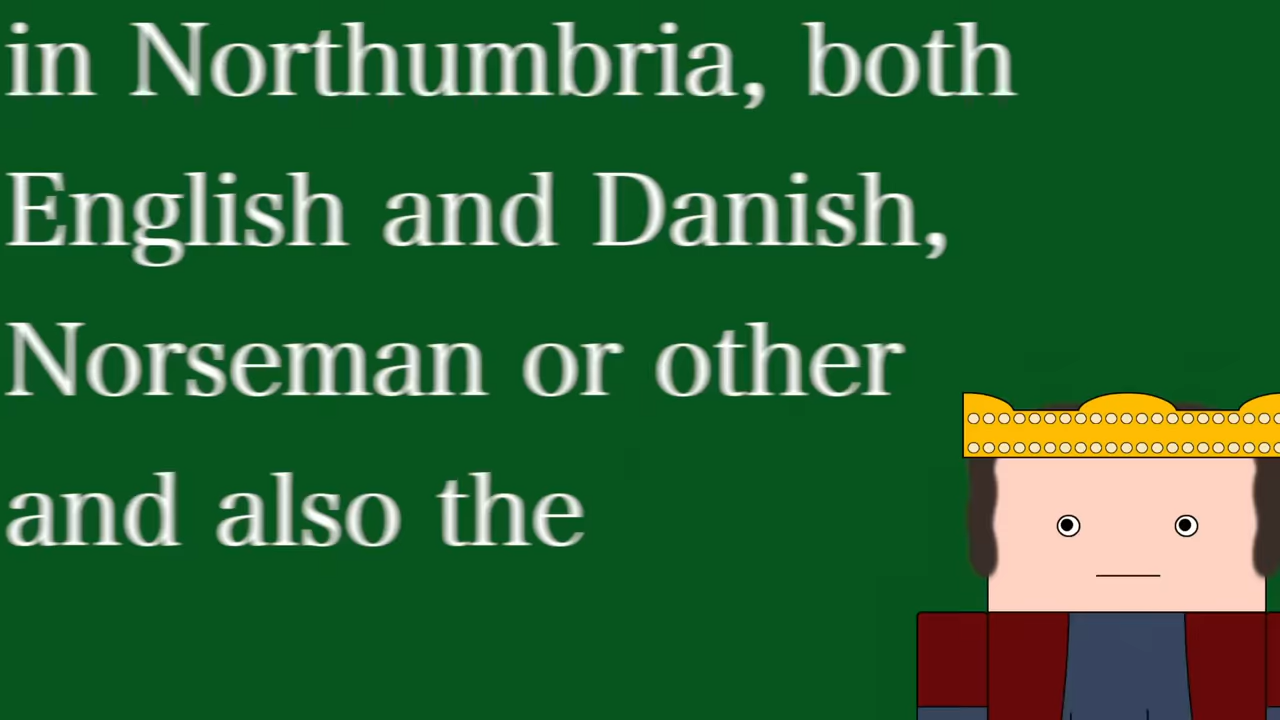 in Northumbria, both
English and Danish,
Norseman or other
and also the